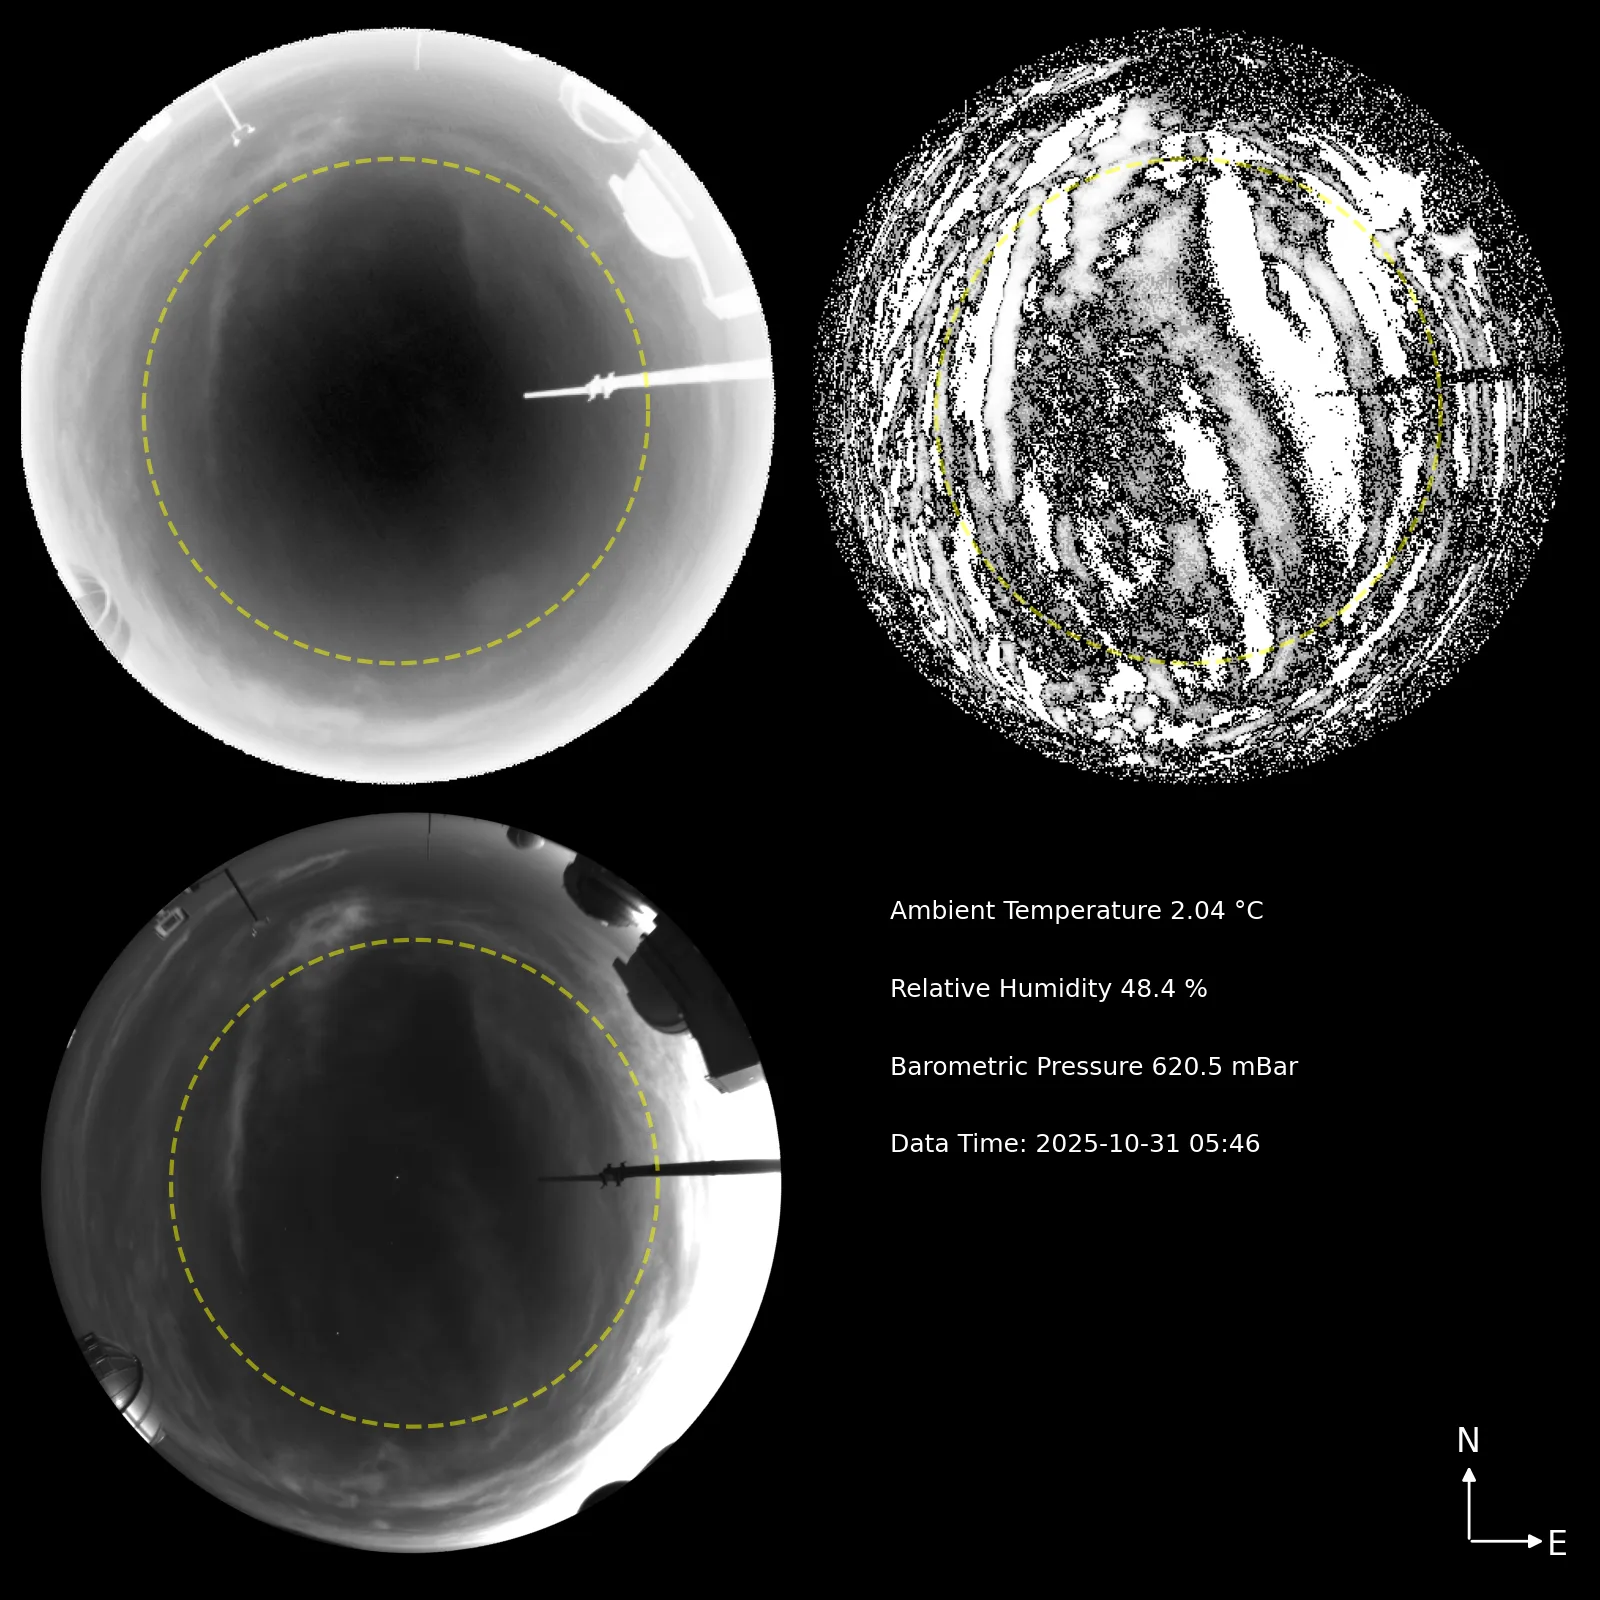 Ambient Temperature 2.04 °C
Relative Humidity 48.4 %
Barometric Pressure 620.5 mBar
Data Time: 2025-10-31 05:46
N
E